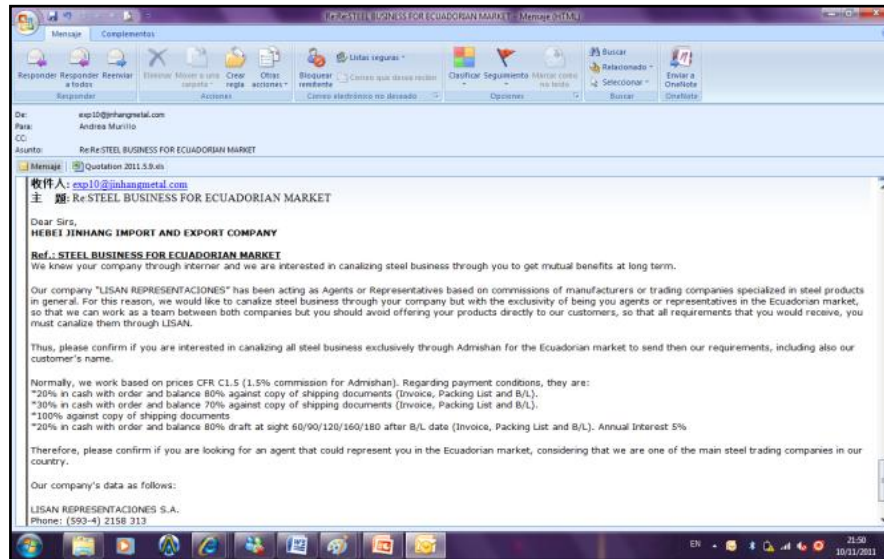 Re:Re:STEEL BUSINESS FOR ECUADORIAN MARKET - Mensaje (HTML)
Mensaje Complementos
Responder Responder a todos Reenviar
Eliminar Mover a una carpeta Crear regla Otras acciones
Bloquear remitente Listas seguras Correo que desea recibir
Clasificar Seguimiento Marcar como no leído
Buscar Relacionado Seleccionar
Enviar a OneNote
Responder Acciones Correo electrónico no deseado Opciones Buscar OneNote
De: exp10@jinhangmetal.com
Para: Andrea Murillo
CC:
Asunto: Re:Re:STEEL BUSINESS FOR ECUADORIAN MARKET
Mensaje Quotation 2011.5.9.xls
收件人: exp10@jinhangmetal.com
主 题: Re:STEEL BUSINESS FOR ECUADORIAN MARKET
Dear Sirs,
HEBEI JINHANG IMPORT AND EXPORT COMPANY
Ref.: STEEL BUSINESS FOR ECUADORIAN MARKET
We knew your company through interner and we are interested in canalizing steel business through you to get mutual benefits at long term.
Our company "LISAN REPRESENTACIONES" has been acting as Agents or Representatives based on commissions of manufacturers or trading companies specialized in steel products
in general. For this reason, we would like to canalize steel business through your company but with the exclusivity of being you agents or representatives in the Ecuadorian market,
so that we can work as a team between both companies but you should avoid offering your products directly to our customers, so that all requirements that you would receive, you
must canalize them through LISAN.
Thus, please confirm if you are interested in canalizing all steel business exclusively through Admishan for the Ecuadorian market to send then our requirements, including also our
customer's name.
Normally, we work based on prices CFR C1.5 (1.5% commission for Admishan). Regarding payment conditions, they are:
*20% in cash with order and balance 80% against copy of shipping documents (Invoice, Packing List and B/L).
*30% in cash with order and balance 70% against copy of shipping documents (Invoice, Packing List and B/L).
*100% against copy of shipping documents
*20% in cash with order and balance 80% draft at sight 60/90/120/160/180 after B/L date (Invoice, Packing List and B/L). Annual Interest 5%
Therefore, please confirm if you are looking for an agent that could represent you in the Ecuadorian market, considering that we are one of the main steel trading companies in our
country.
Our company's data as follows:
LISAN REPRESENTACIONES S.A.
Phone: (593-4) 2158 313
EN 21:50
10/11/2011